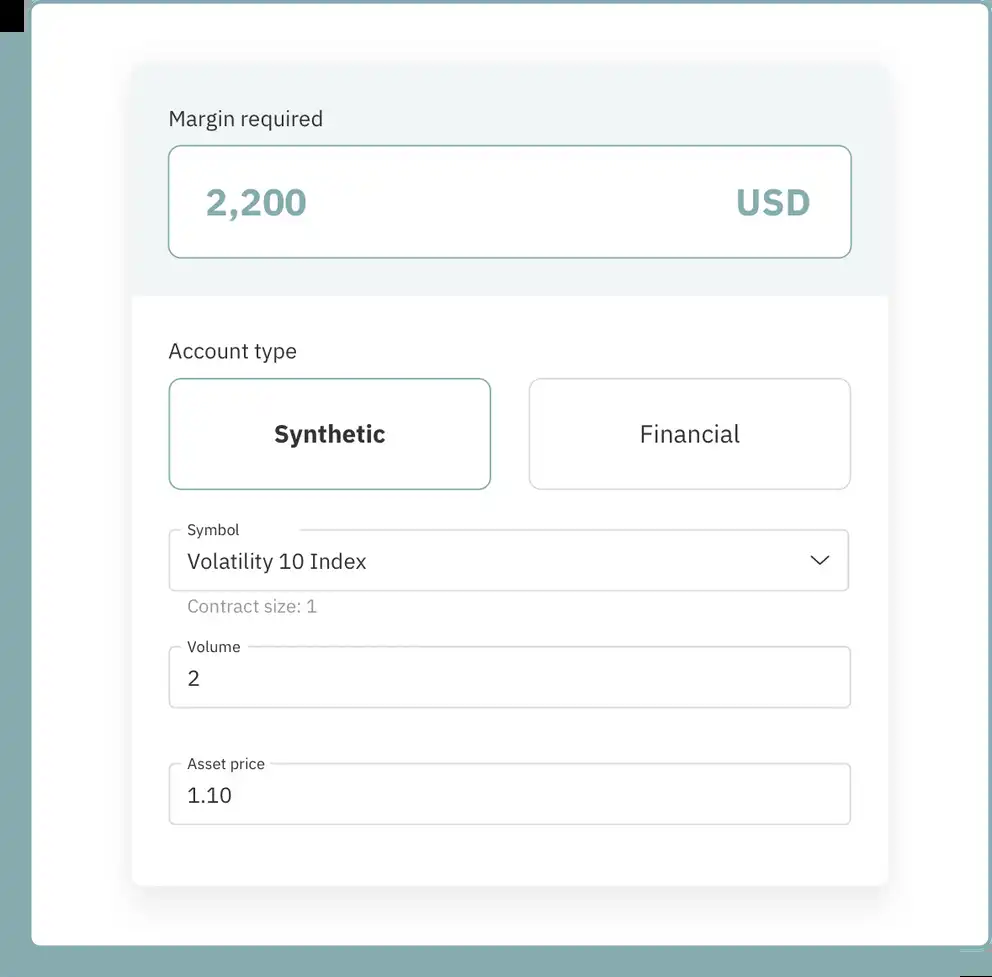 Margin required
2,200 USD
Account type
Synthetic Financial
Symbol
Volatility 10 Index
Contract size: 1
Volume
2
Asset price
1.10